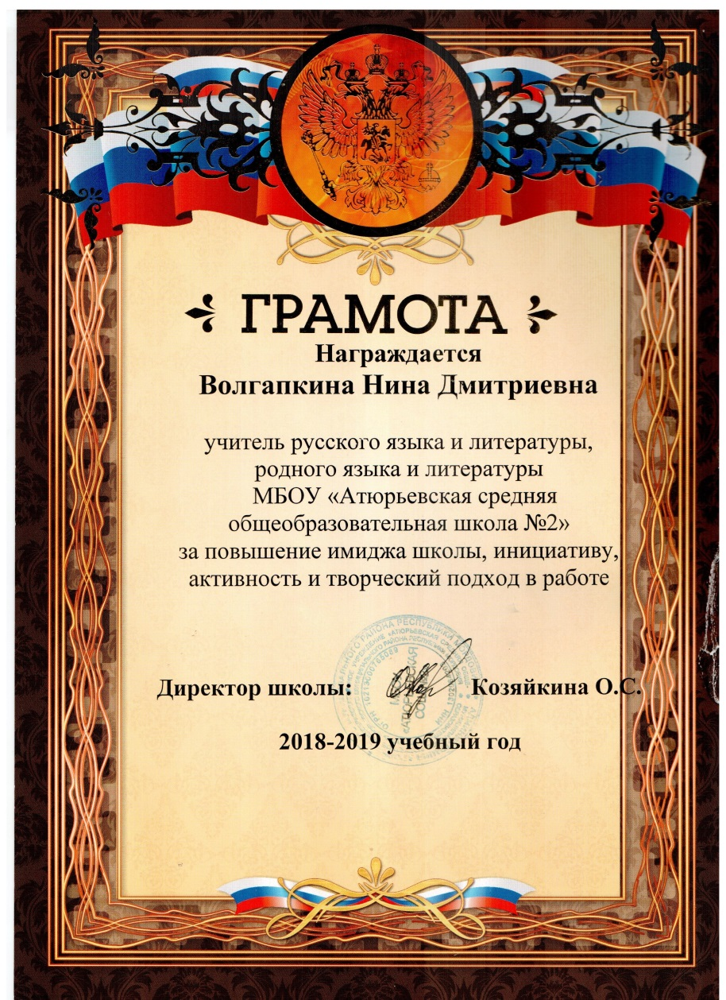 ГРАМОТА
Награждается
Волгапкина Нина Дмитриевна
учитель русского языка и литературы,
родного языка и литературы
МБОУ «Атюрьевская средняя
общеобразовательная школа №2»
за повышение имиджа школы, инициативу,
активность и творческий подход в работе
Директор школы: Козяйкина О.С.
2018-2019 учебный год